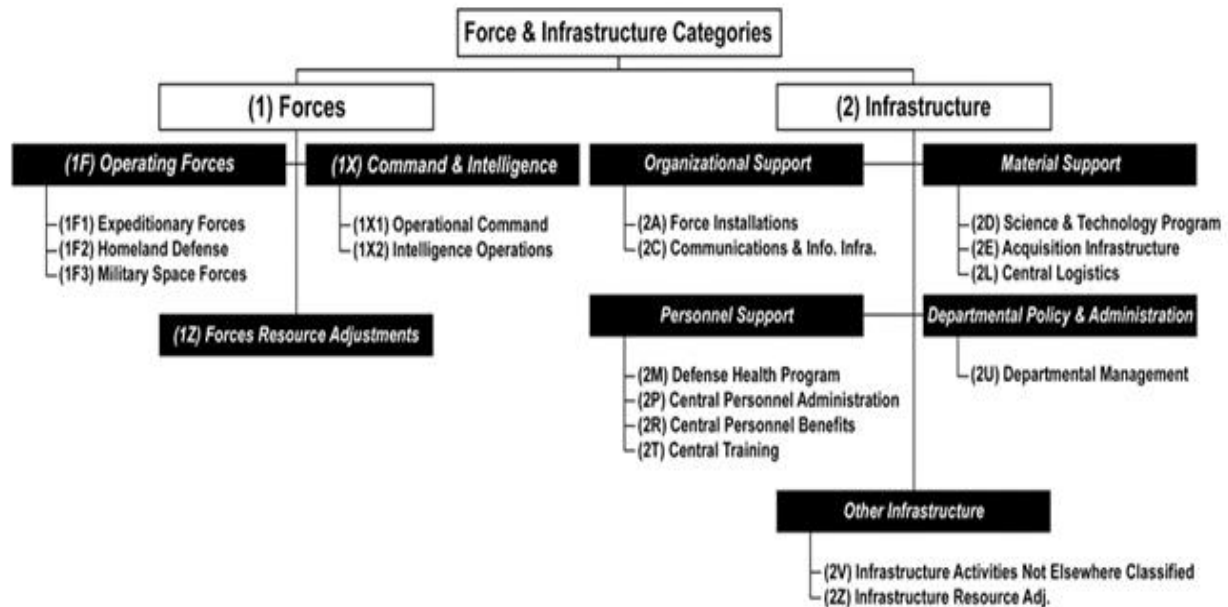 Force & Infrastructure Categories
(1) Forces
(2) Infrastructure
(1F) Operating Forces
(1X) Command & Intelligence
Organizational Support
Material Support
(1F1) Expeditionary Forces
(1F2) Homeland Defense
(1F3) Military Space Forces
(1X1) Operational Command
(1X2) Intelligence Operations
(2A) Force Installations
(2C) Communications & Info. Infra.
(2D) Science & Technology Program
(2E) Acquisition Infrastructure
(2L) Central Logistics
(1Z) Forces Resource Adjustments
Personnel Support
Departmental Policy & Administration
(2M) Defense Health Program
(2P) Central Personnel Administration
(2R) Central Personnel Benefits
(2T) Central Training
(2U) Departmental Management
Other Infrastructure
(2V) Infrastructure Activities Not Elsewhere Classified
(2Z) Infrastructure Resource Adj.